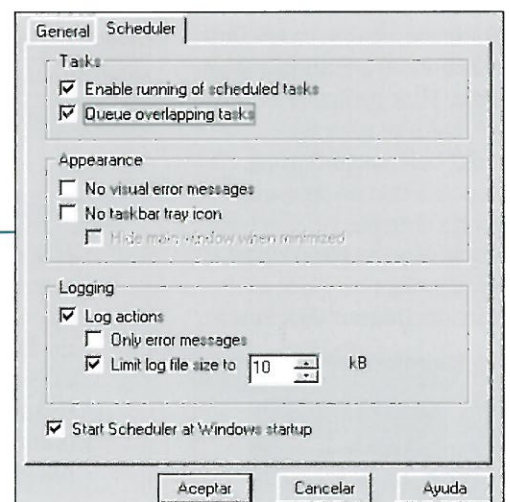 General Scheduler
Tasks
Enable running of scheduled tasks
Queue overlapping tasks
Appearance
No visual error messages
No taskbar tray icon
Hide main window when minimized
Logging
Log actions
Only error messages
Limit log file size to 10 kB
Start Scheduler at Windows startup
Aceptar Cancelar Ayuda